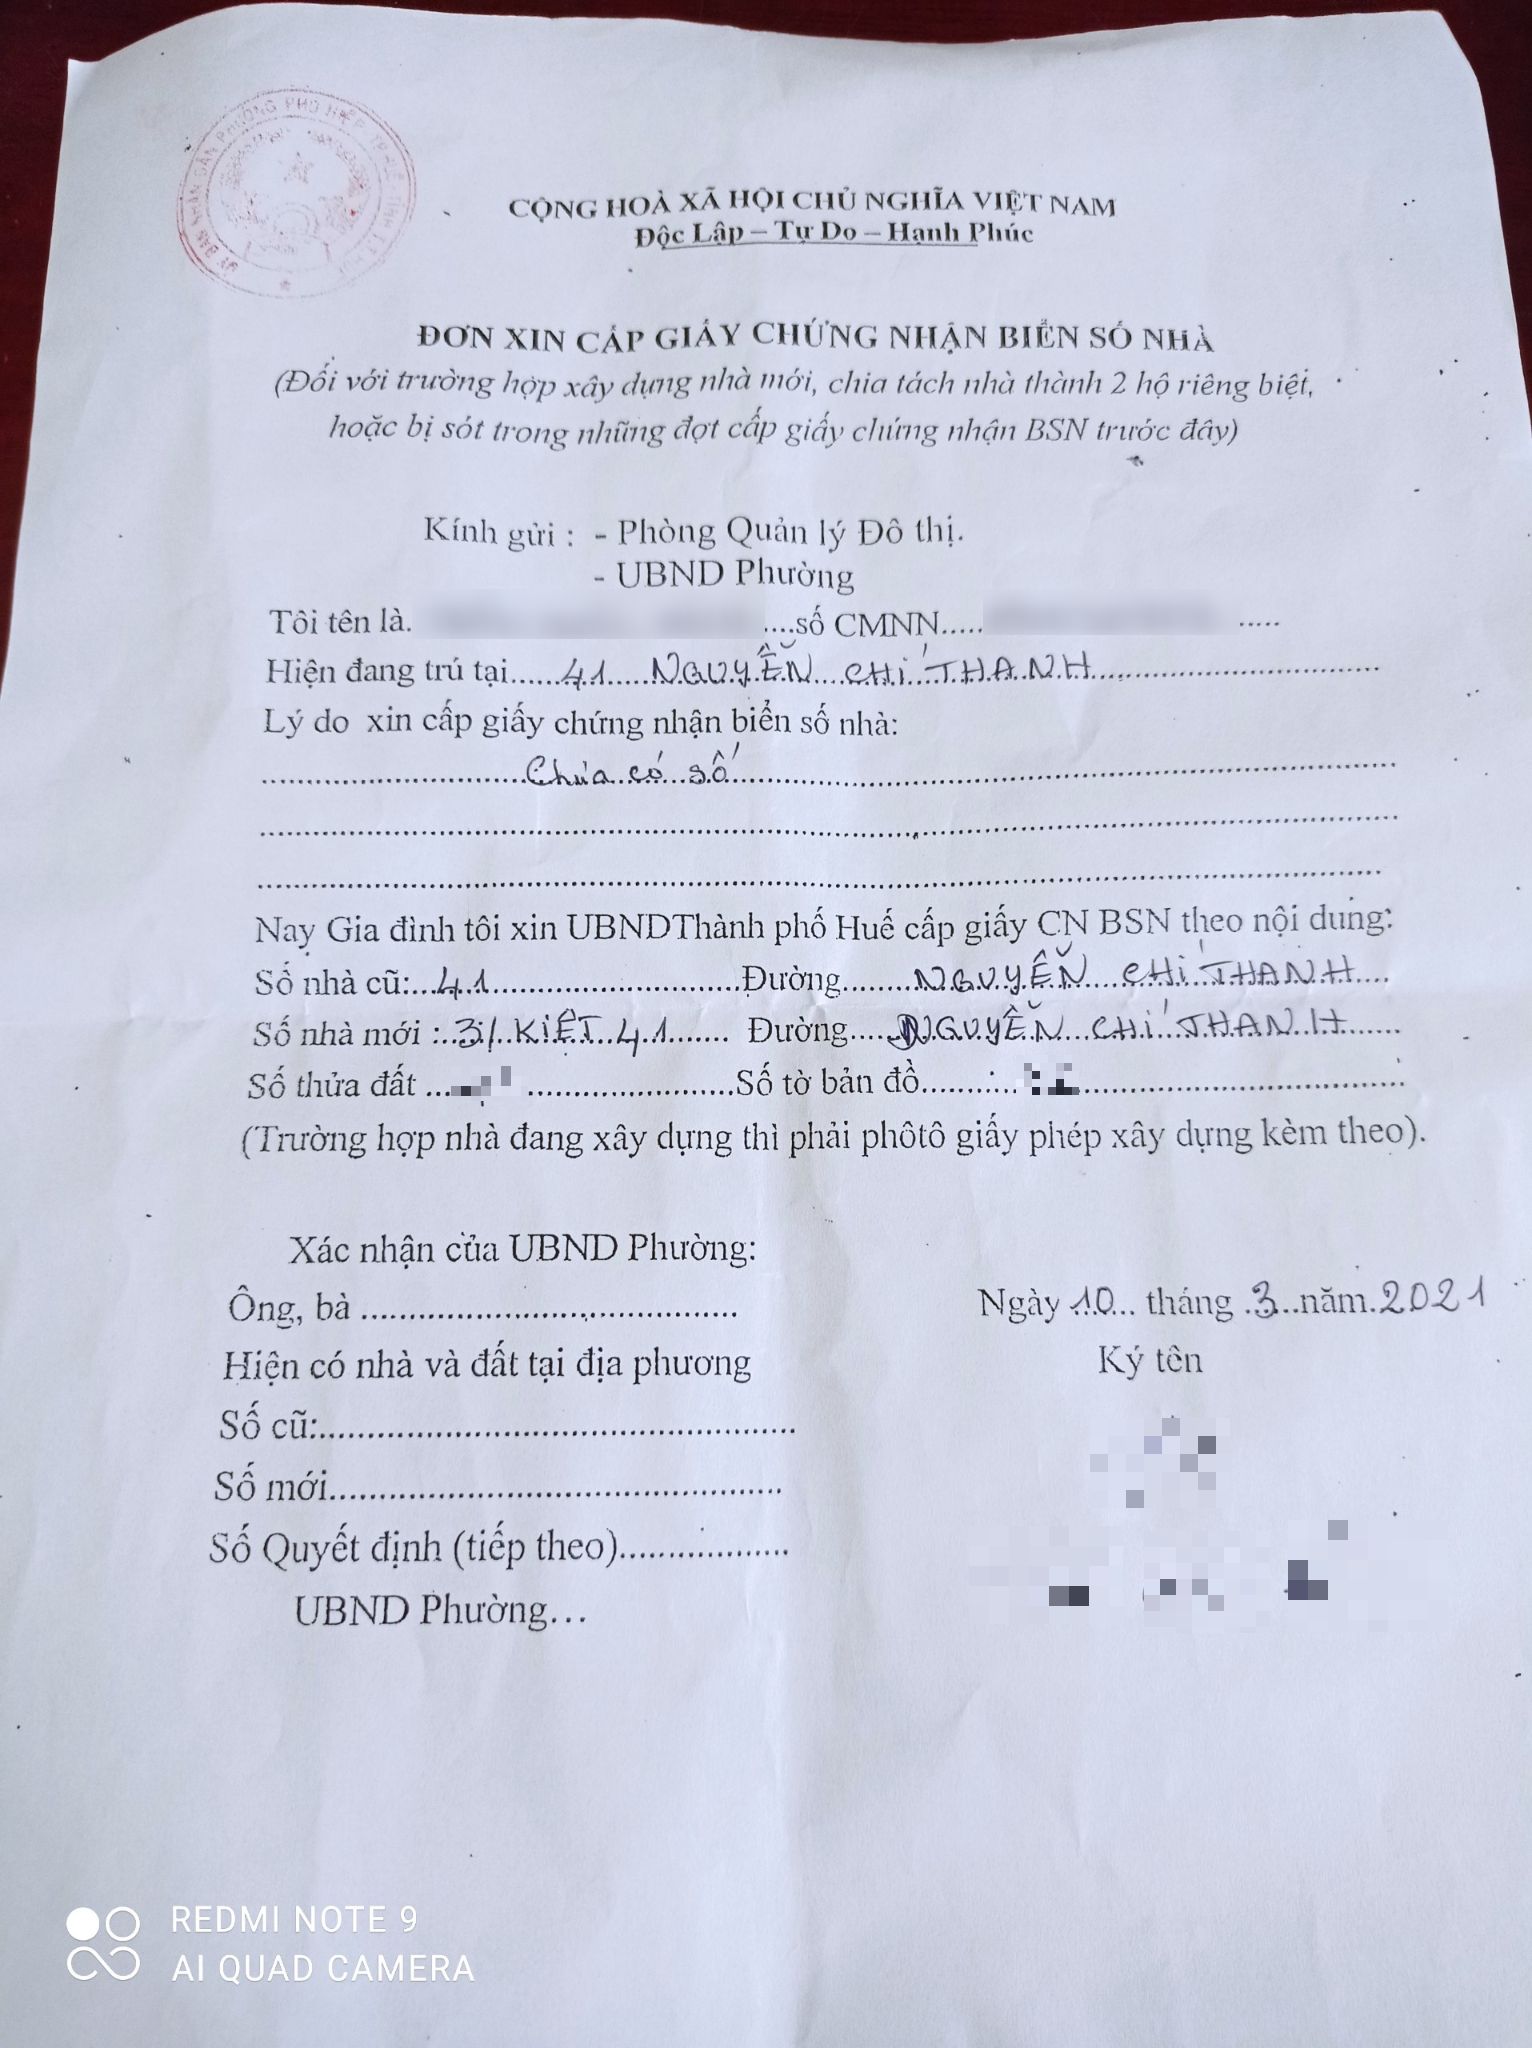 ỦY BAN NHÂN DÂN PHƯỜNG PHÚ HIỆP
CỘNG HOÀ XÃ HỘI CHỦ NGHĨA VIỆT NAM
Độc Lập – Tự Do – Hạnh Phúc
ĐƠN XIN CẤP GIẤY CHỨNG NHẬN BIỂN SỐ NHÀ
(Đối với trường hợp xây dựng nhà mới, chia tách nhà thành 2 hộ riêng biệt,
hoặc bị sót trong những đợt cấp giấy chứng nhận BSN trước đây)
Kính gửi : - Phòng Quản lý Đô thị.
- UBND Phường
Tôi tên là. ....số CMNN..... .....
Hiện đang trú tại......41......NGUYỄN....CHÍ THANH..............................
Lý do xin cấp giấy chứng nhận biển số nhà:
..............................Chưa có số..............................
............................................................
............................................................
Nay Gia đình tôi xin UBNDThành phố Huế cấp giấy CN BSN theo nội dung:
Số nhà cũ:...41...........................Đường........NGUYỄN....CHÍ THANH....
Số nhà mới :..3/..KIỆT..41....... Đường.....NGUYỄN....CHÍ THANH......
Số thửa đất ... .......................Số tờ bản đồ.......:.. ..............................
(Trường hợp nhà đang xây dựng thì phải phôtô giấy phép xây dựng kèm theo).
Xác nhận của UBND Phường:
Ông, bà ......................................
Ngày 10... tháng .3...năm.2021
Hiện có nhà và đất tại địa phương
Ký tên
Số cũ:................................................
Số mới..............................................
Số Quyết định (tiếp theo)..................
UBND Phường...
REDMI NOTE 9
AI QUAD CAMERA